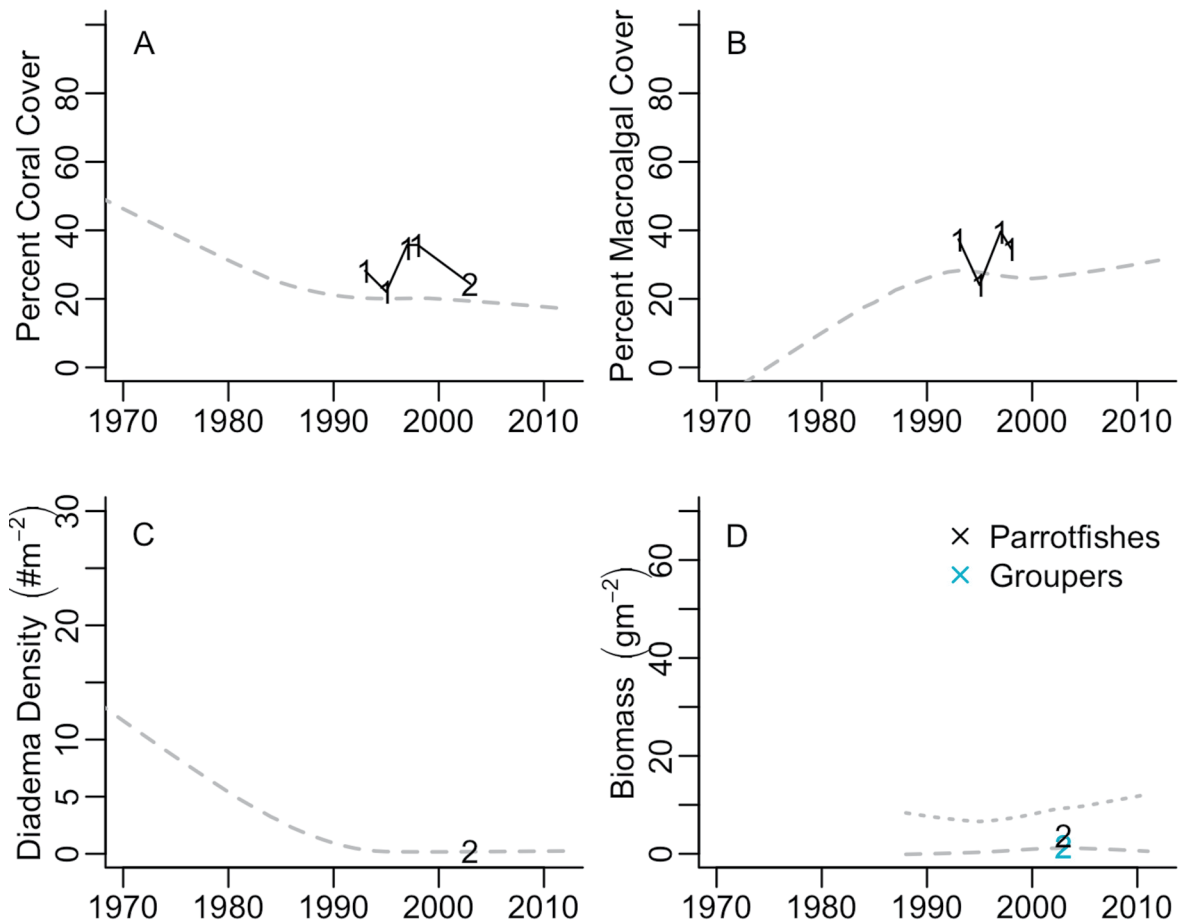 A
Percent Coral Cover
0 20 40 60 80
1 1 1 1 2
1970 1980 1990 2000 2010
B
Percent Macroalgal Cover
0 20 40 60 80
1 1 1 1
1970 1980 1990 2000 2010
C
Diadema Density (#m⁻²)
0 5 10 20 30
2
1970 1980 1990 2000 2010
D
Parrotfishes
Groupers
Biomass (gm⁻²)
0 20 40 60
2
2
1970 1980 1990 2000 2010